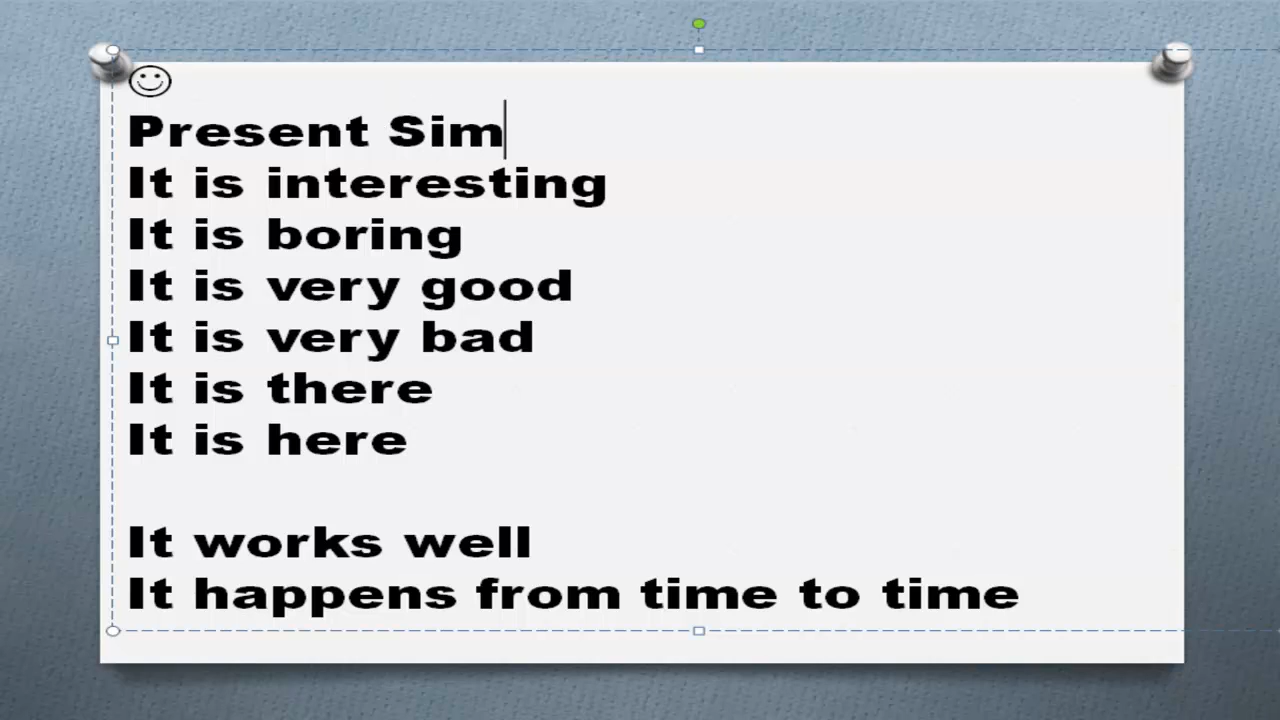 Present Sim
It is interesting
It is boring
It is very good
It is very bad
It is there
It is here
It works well
It happens from time to time